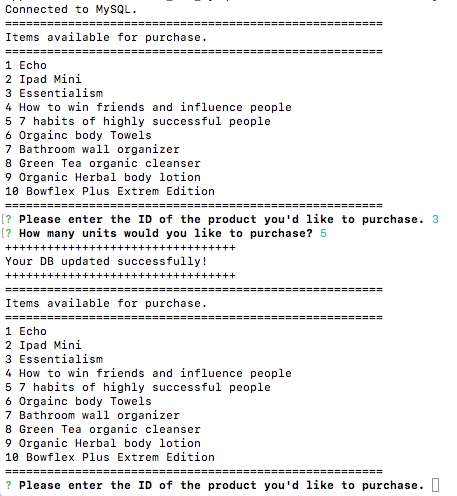 Connected to MySQL.
======================================================
Items available for purchase.
======================================================
1 Echo
2 Ipad Mini
3 Essentialism
4 How to win friends and influence people
5 7 habits of highly successful people
6 Orgainc body Towels
7 Bathroom wall organizer
8 Green Tea organic cleanser
9 Organic Herbal body lotion
10 Bowflex Plus Extrem Edition
======================================================
[? Please enter the ID of the product you'd like to purchase. 3
[? How many units would you like to purchase? 5
+++++++++++++++++++++++++++++++++
Your DB updated successfully!
+++++++++++++++++++++++++++++++++
======================================================
Items available for purchase.
======================================================
1 Echo
2 Ipad Mini
3 Essentialism
4 How to win friends and influence people
5 7 habits of highly successful people
6 Orgainc body Towels
7 Bathroom wall organizer
8 Green Tea organic cleanser
9 Organic Herbal body lotion
10 Bowflex Plus Extrem Edition
======================================================
? Please enter the ID of the product you'd like to purchase.